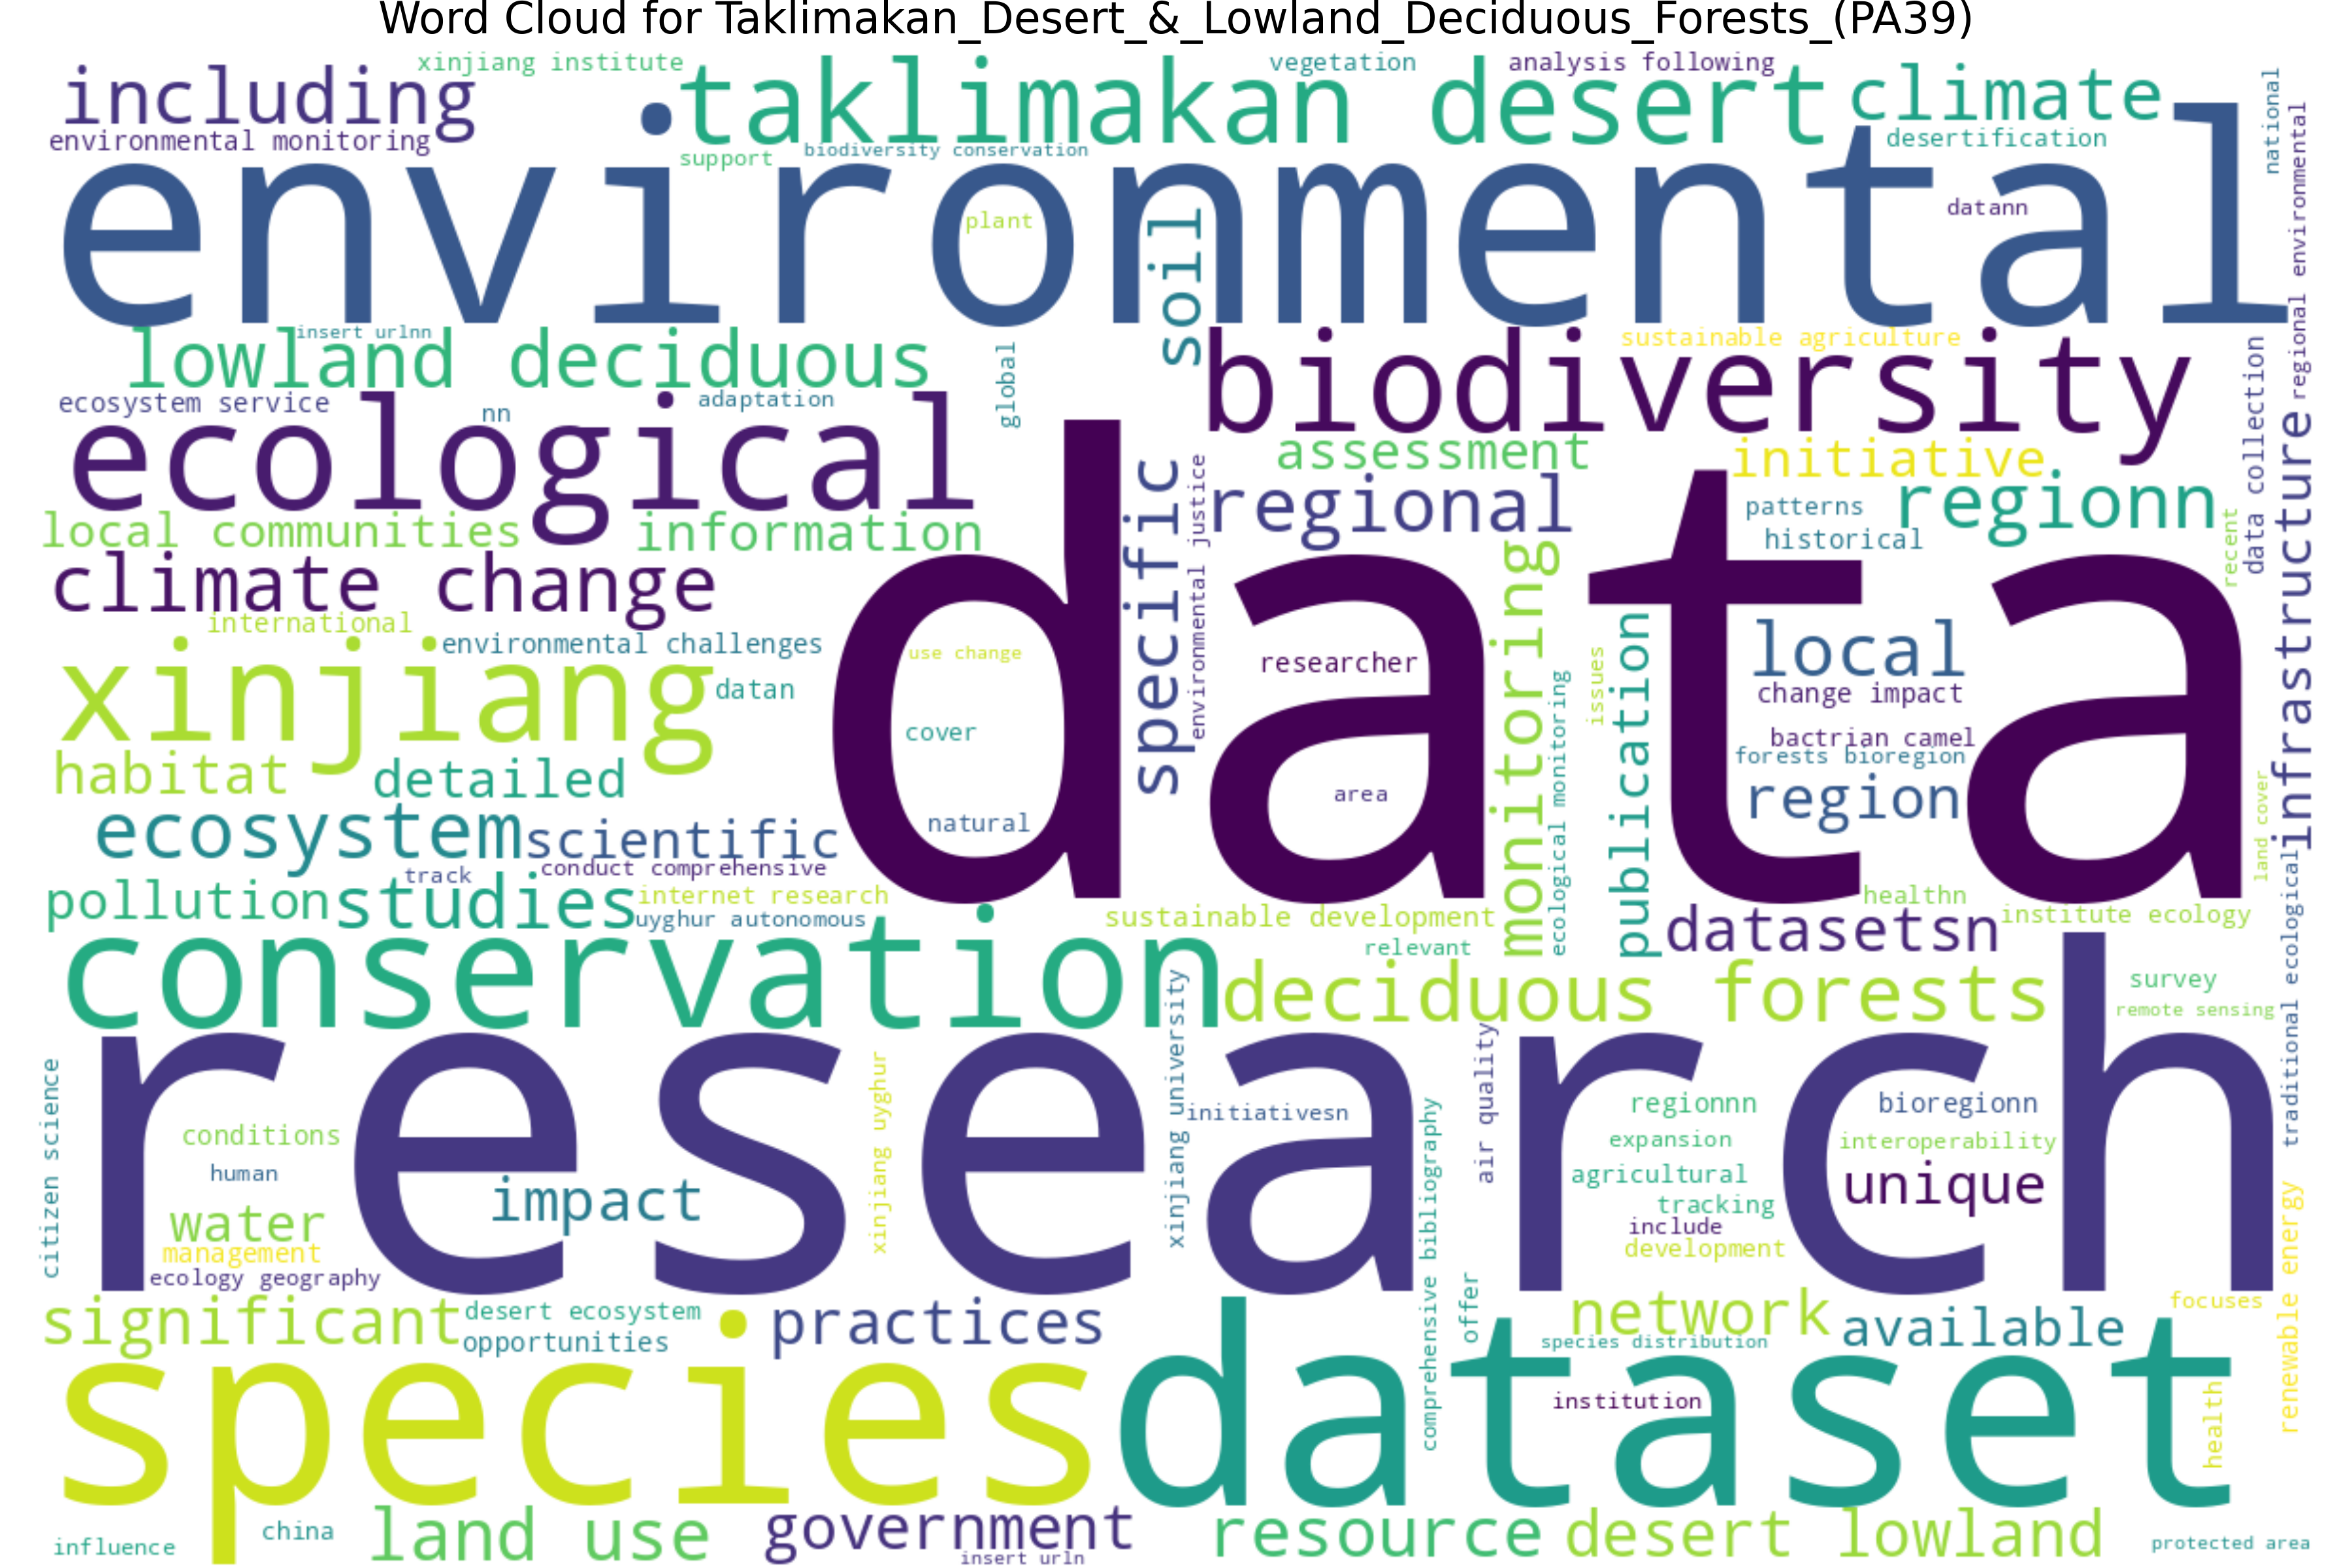 Word Cloud for Taklimakan_Desert_&_Lowland_Deciduous_Forests_(PA39)
xinjiang institute
vegetation
analysis following
including
taklimakan desert
climate
national
environmental monitoring
support
biodiversity conservation
desertification
regional environmental
environmental
plant
datann
soil
insert urlnn
lowland deciduous
global
sustainable agriculture
biodiversity
data collection
ecosystem service
nn
adaptation
ecological
assessment
initiative
infrastructure
specific
environmental justice
regional
patterns
regionn
local communities
information
historical
recent
climate change
data
monitoring
international
environmental challenges
use change
researcher
issues
publication
local
xinjiang
datan
change impact
cover
ecological monitoring
bactrian camel
forests bioregion
habitat
detailed
area
region
land cover
ecosystem
scientific
natural
track
conduct comprehensive
traditional ecological
pollution
studies
internet research
healthn
uyghur autonomous
sustainable development
datasetsn
institute ecology
conservation
relevant
deciduous forests
survey
remote sensing
research
citizen science
xinjiang uyghur
xinjiang university
initiativesn
air quality
regionnn
bioregionn
conditions
expansion
interoperability
human
agricultural
unique
impact
comprehensive bibliography
tracking
water
include
renewable energy
management
development
ecology geography
significant
desert ecosystem
practices
offer
network
available
focuses
opportunities
species distribution
species
dataset
institution
health
land use
government
resource
desert lowland
influence
china
insert urln
protected area